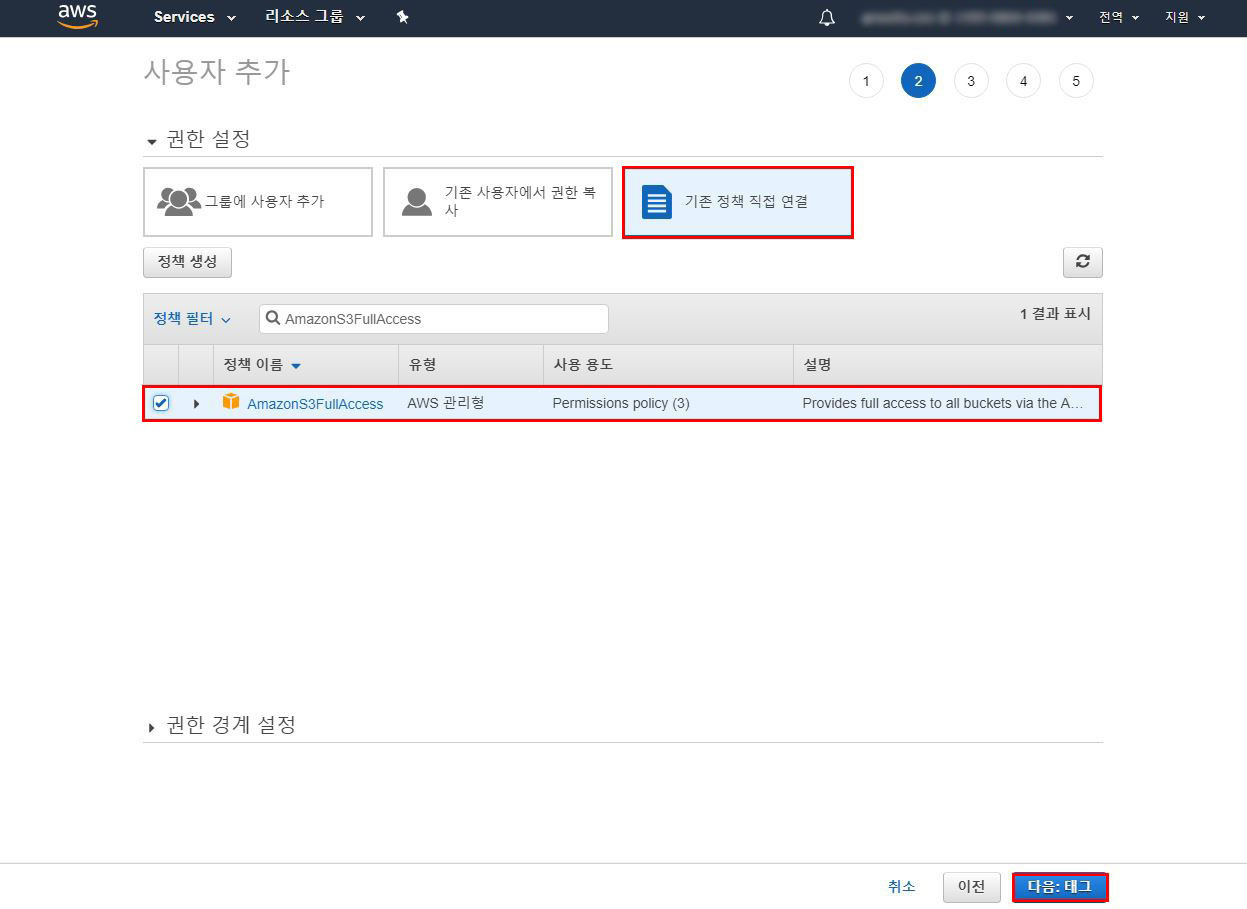 aws Services 리소스 그룹 전역 지원
사용자 추가 1 2 3 4 5
권한 설정
그룹에 사용자 추가
기존 사용자에서 권한 복
사
기존 정책 직접 연결
정책 생성
정책 필터 AmazonS3FullAccess 1 결과 표시
정책 이름 유형 사용 용도 설명
AmazonS3FullAccess AWS 관리형 Permissions policy (3) Provides full access to all buckets via the A...
권한 경계 설정
취소 이전 다음: 태그